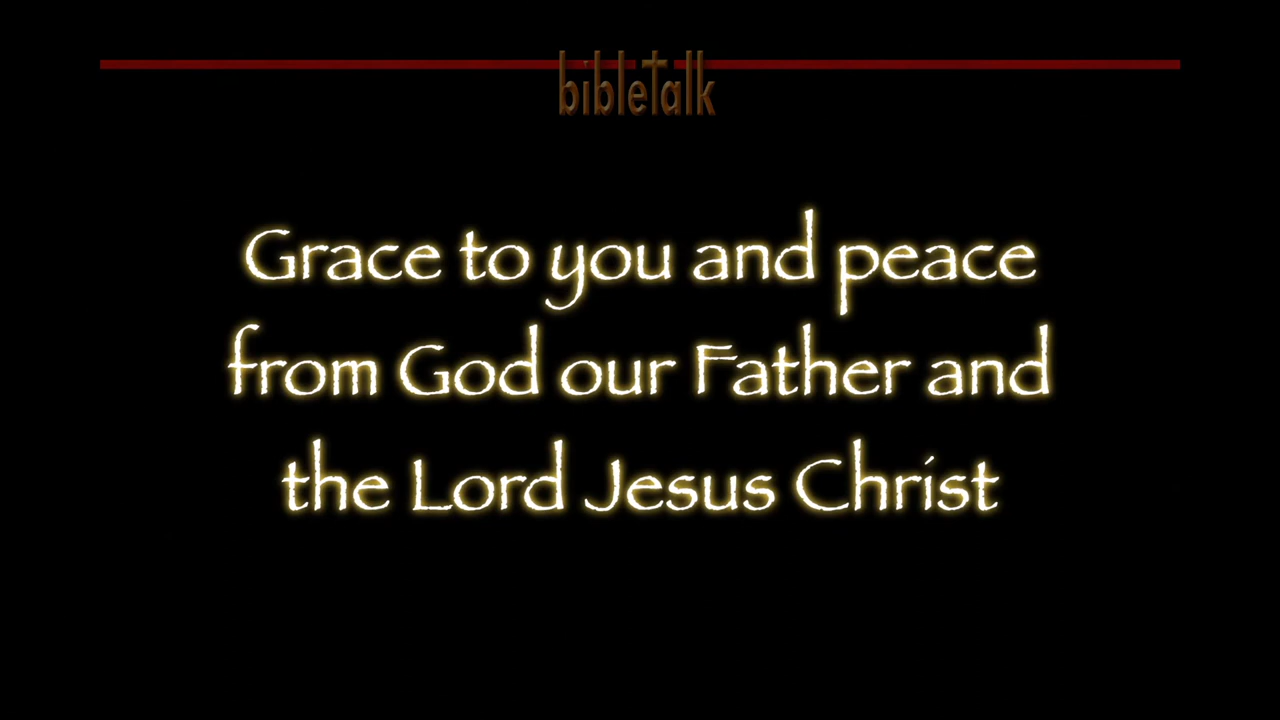 bibleTalk
Grace to you and peace
from God our Father and
the Lord Jesus Christ